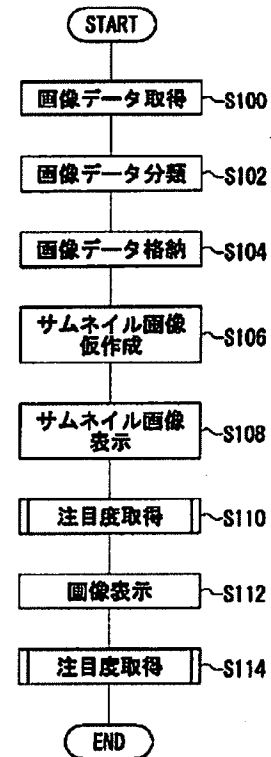 START
画像データ取得 S100
画像データ分類 S102
画像データ格納 S104
サムネイル画像
仮作成 S106
サムネイル画像
表示 S108
注目度取得 S110
画像表示 S112
注目度取得 S114
END